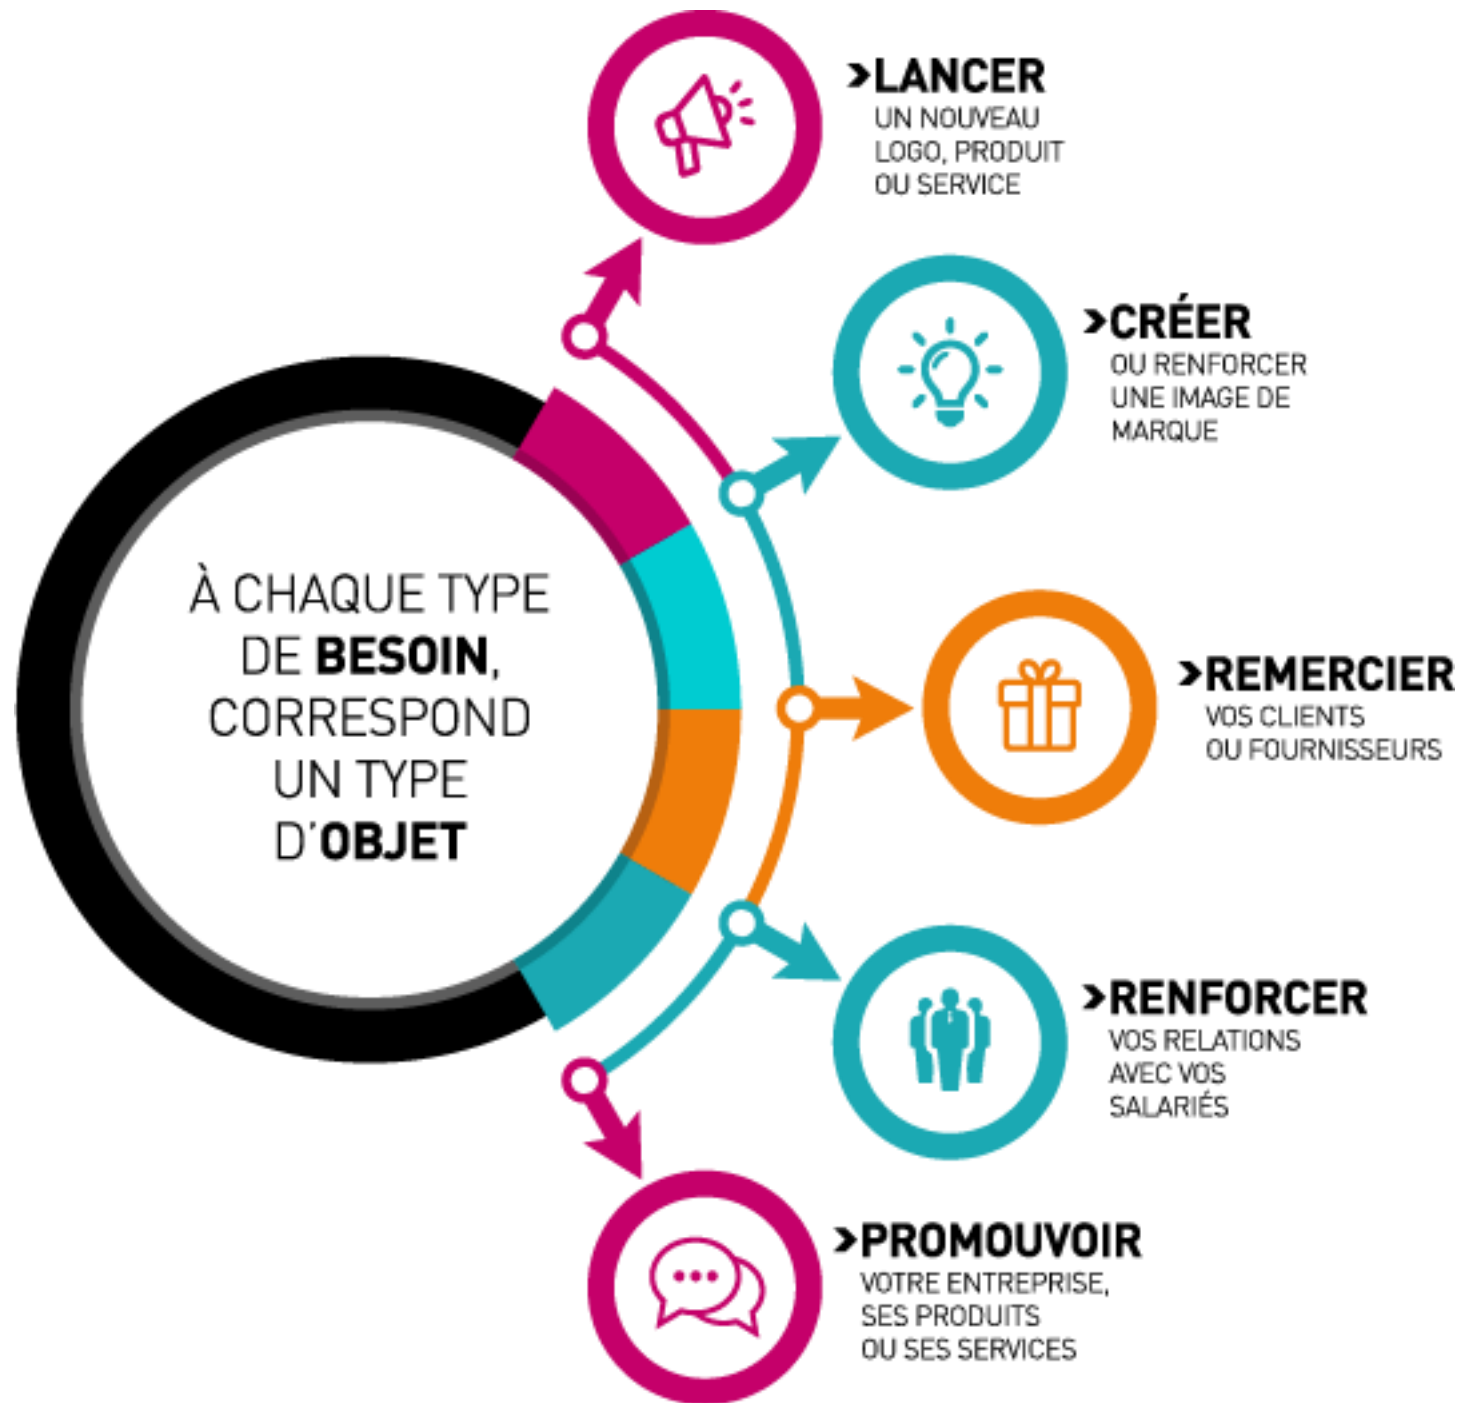 À CHAQUE TYPE
DE BESOIN,
CORRESPOND
UN TYPE
D'OBJET
>LANCER
UN NOUVEAU
LOGO, PRODUIT
OU SERVICE
>CRÉER
OU RENFORCER
UNE IMAGE DE
MARQUE
>REMERCIER
VOS CLIENTS
OU FOURNISSEURS
>RENFORCER
VOS RELATIONS
AVEC VOS
SALARIÉS
>PROMOUVOIR
VOTRE ENTREPRISE,
SES PRODUITS
OU SES SERVICES